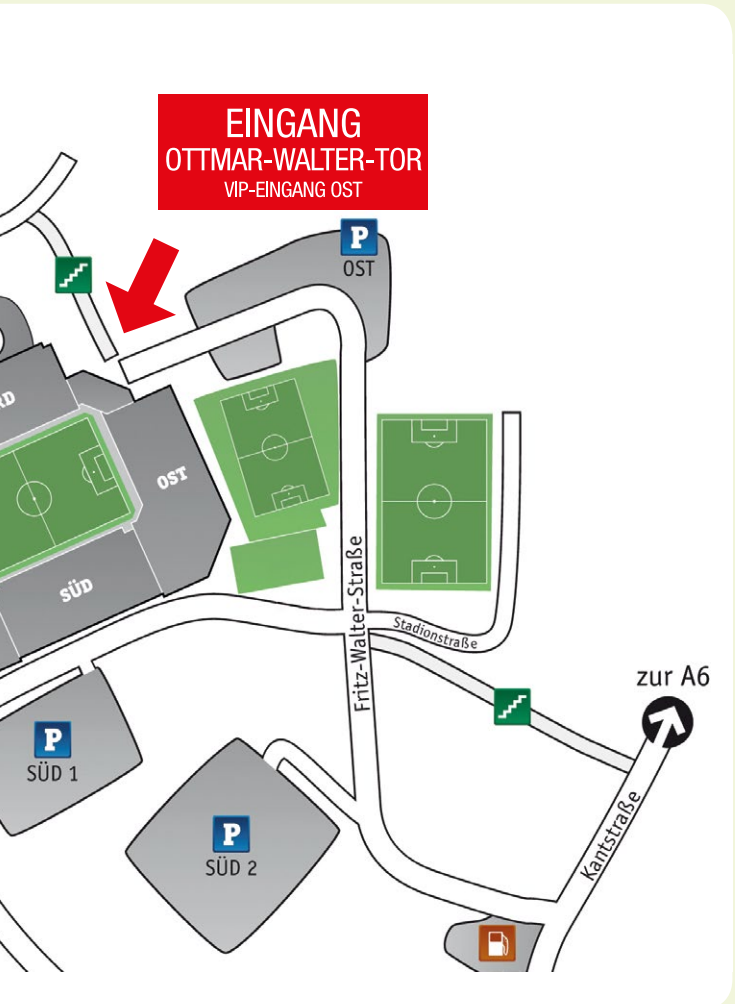 EINGANG
OTTMAR-WALTER-TOR
VIP-EINGANG OST
P
OST
OST
SÜD
Fritz-Walter-Straße
Stadionstraße
zur A6
P
SÜD 1
P
SÜD 2
Kantstraße